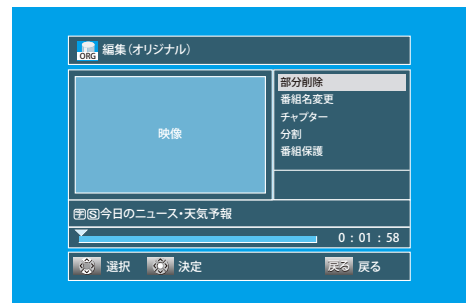 ORG 編集(オリジナル)
映像
部分削除
番組名変更
チャプター
分割
番組保護
字S今日のニュース・天気予報
0:01:58
選択 決定 戻る 戻る